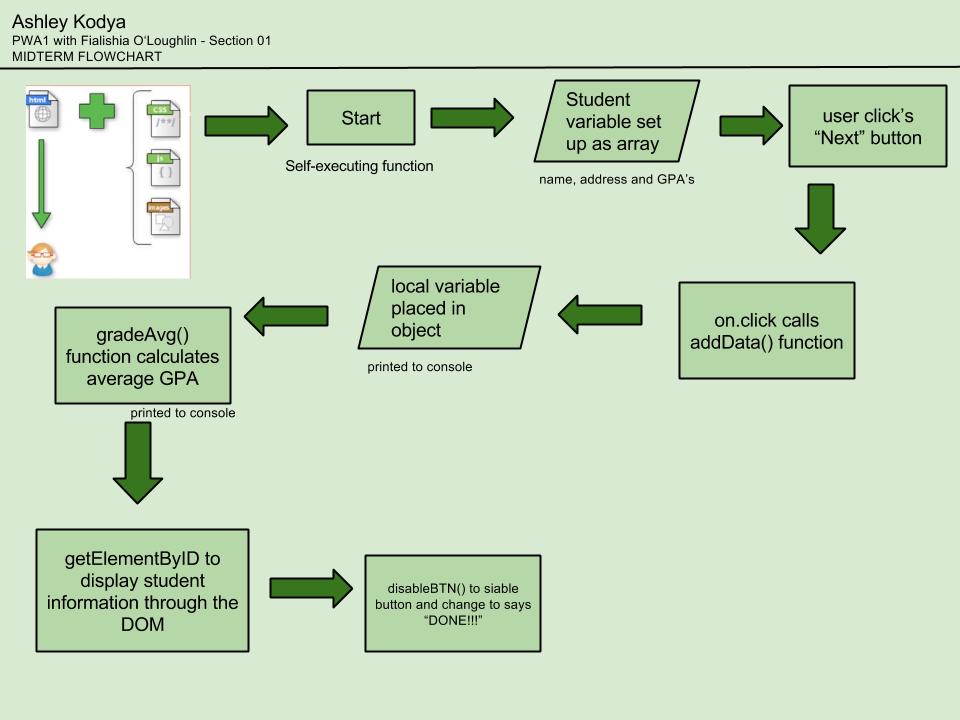 Ashley Kodya
PWA1 with Fialishia O'Loughlin - Section 01
MIDTERM FLOWCHART
html
css
/**/
js
{ }
images
Start
Self-executing function
Student
variable set
up as array
name, address and GPA's
user click's
“Next” button
on.click calls
addData() function
local variable
placed in
object
printed to console
gradeAvg()
function calculates
average GPA
printed to console
getElementByID to
display student
information through the
DOM
disableBTN() to siable
button and change to says
“DONE!!!”